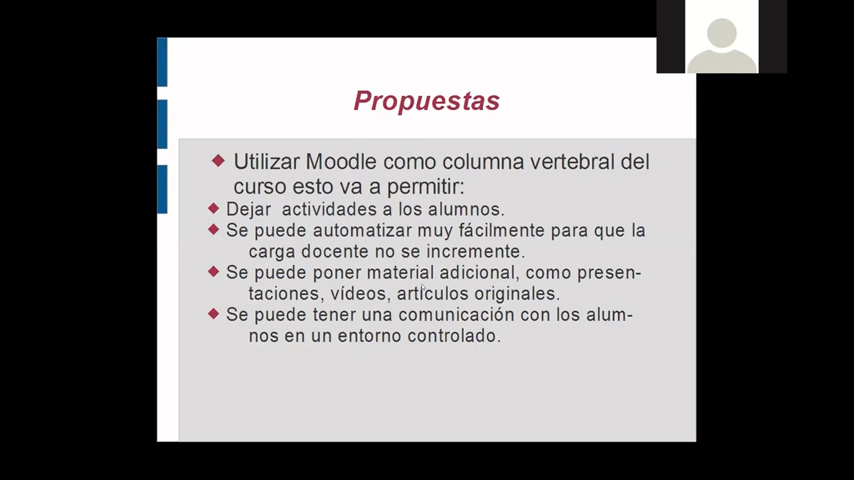 Propuestas
Utilizar Moodle como columna vertebral del
curso esto va a permitir:
Dejar actividades a los alumnos.
Se puede automatizar muy fácilmente para que la
carga docente no se incremente.
Se puede poner material adicional, como presen-
taciones, vídeos, artículos originales.
Se puede tener una comunicación con los alum-
nos en un entorno controlado.